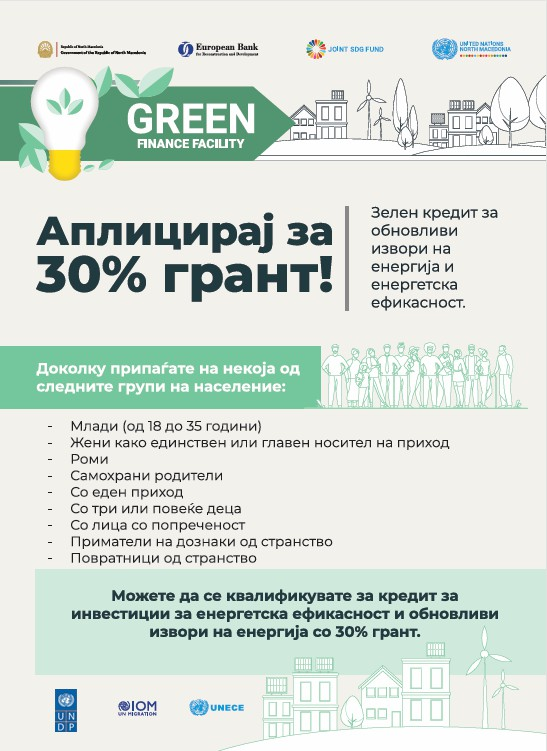 Republic of North Macedonia
Government of the Republic of North Macedonia
European Bank
for Reconstruction and Development
JOINT SDG FUND
UNITED NATIONS
NORTH MACEDONIA
GREEN
FINANCE FACILITY
Аплицирај за
30% грант!
Зелен кредит за
обновливи
извори на
енергија и
енергетска
ефикасност.
Доколку припаѓате на некоја од
следните групи на население:
- Млади (од 18 до 35 години)
- Жени како единствен или главен носител на приход
- Роми
- Самохрани родители
- Со еден приход
- Со три или повеќе деца
- Со лица со попреченост
- Приматели на дознаки од странство
- Повратници од странство
Можете да се квалификувате за кредит за
инвестиции за енергетска ефикасност и обновливи
извори на енергија со 30% грант.
UN
DP
IOM
UN MIGRATION
UNECE